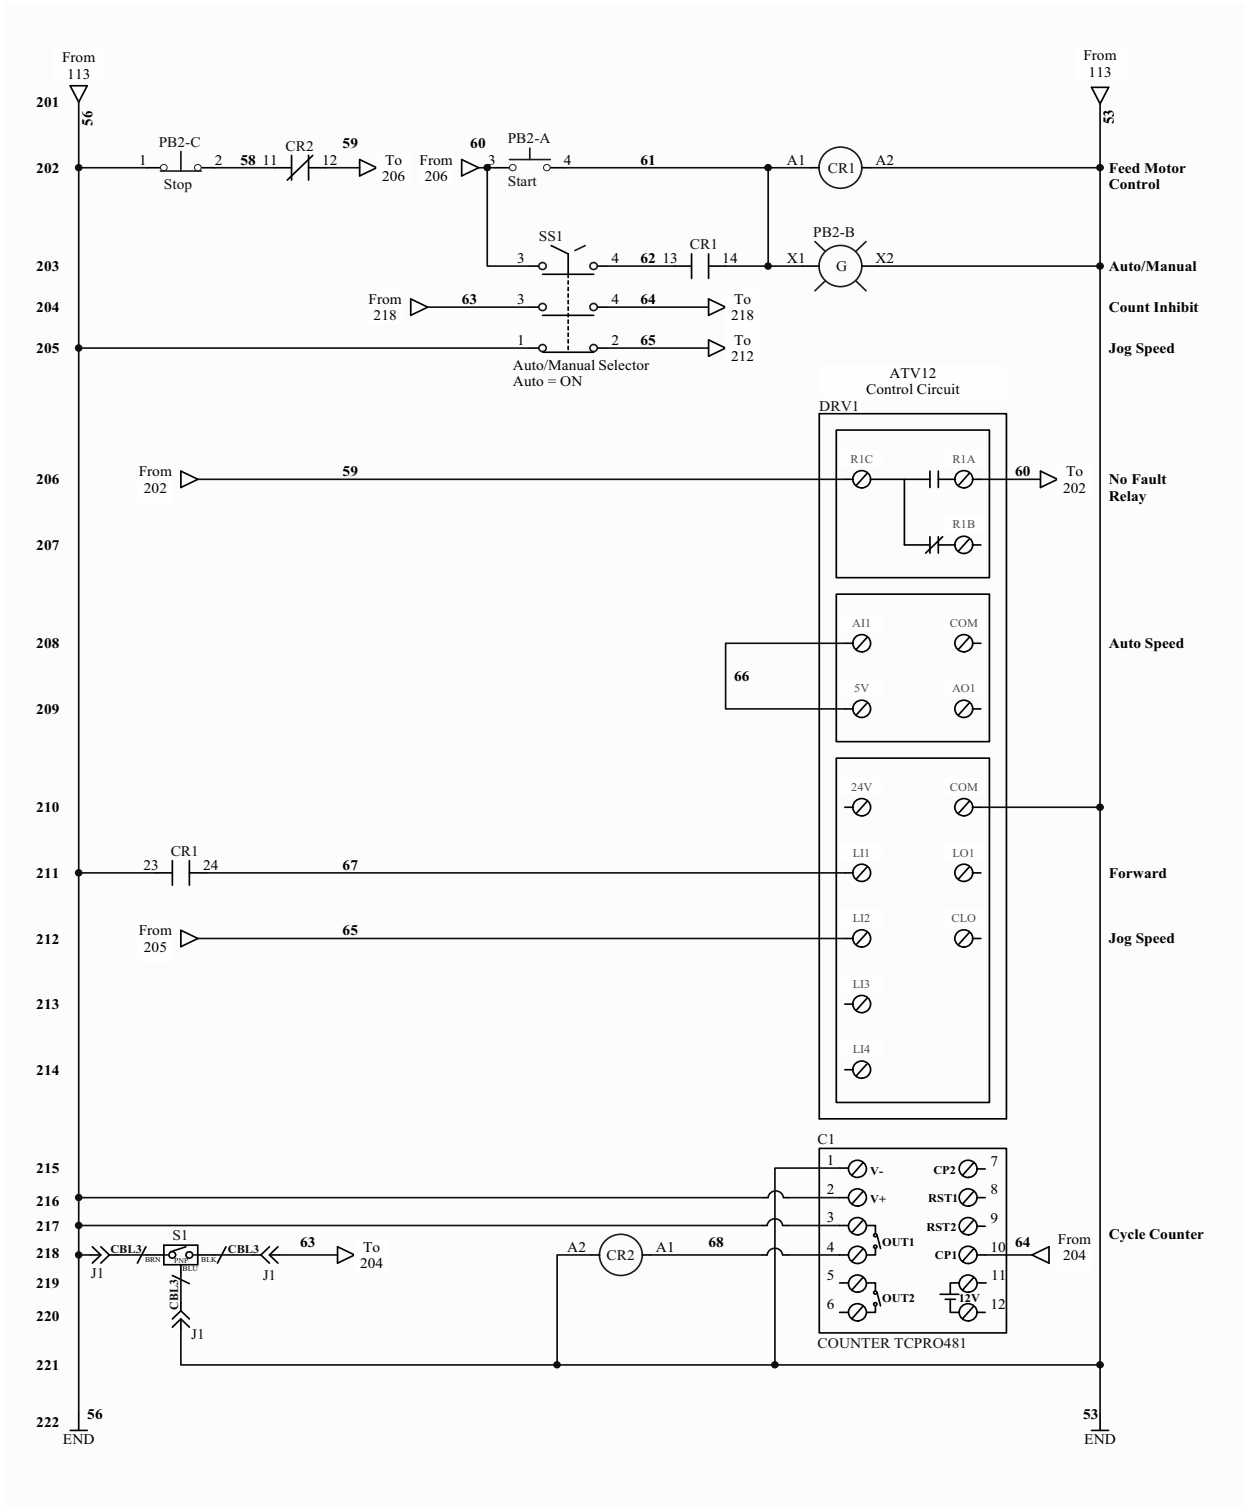 From
113
From
113
201
56
53
PB2-C
CR2
59
60
PB2-A
202
1
2
58
11
12
To
206
From
206
3
4
61
A1
CR1
A2
Feed Motor
Control
Stop
Start
SS1
CR1
PB2-B
203
3
4
62
13
14
X1
G
X2
Auto/Manual
204
From
218
63
3
4
64
To
218
Count Inhibit
205
1
2
65
To
212
Jog Speed
Auto/Manual Selector
Auto = ON
ATV12
Control Circuit
DRV1
206
From
202
59
R1C
R1A
60
To
202
No Fault
Relay
207
R1B
208
AI1
COM
Auto Speed
66
209
5V
AO1
210
24V
COM
211
23
CR1
24
67
LI1
LO1
Forward
212
From
205
65
LI2
CLO
Jog Speed
213
LI3
214
LI4
C1
215
1
V-
CP2
7
216
2
V+
RST1
8
217
3
OUT1
RST2
9
Cycle Counter
S1
218
J1
CBL3
BRN
PNP
BLK
BLU
CBL3
J1
63
To
204
A2
CR2
A1
68
4
CP1
10
64
From
204
219
CBL3
5
OUT2
11
12V
220
J1
6
12
COUNTER TCPRO481
221
222
56
END
53
END